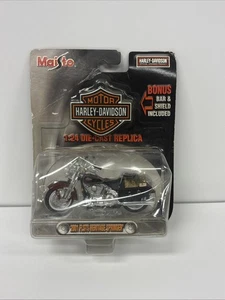 Maisto
HARLEY-DAVIDSON
MOTOR
HARLEY-DAVIDSON
CYCLES
BONUS
BAR &
SHIELD
INCLUDED
1:24 DIE-CAST REPLICA